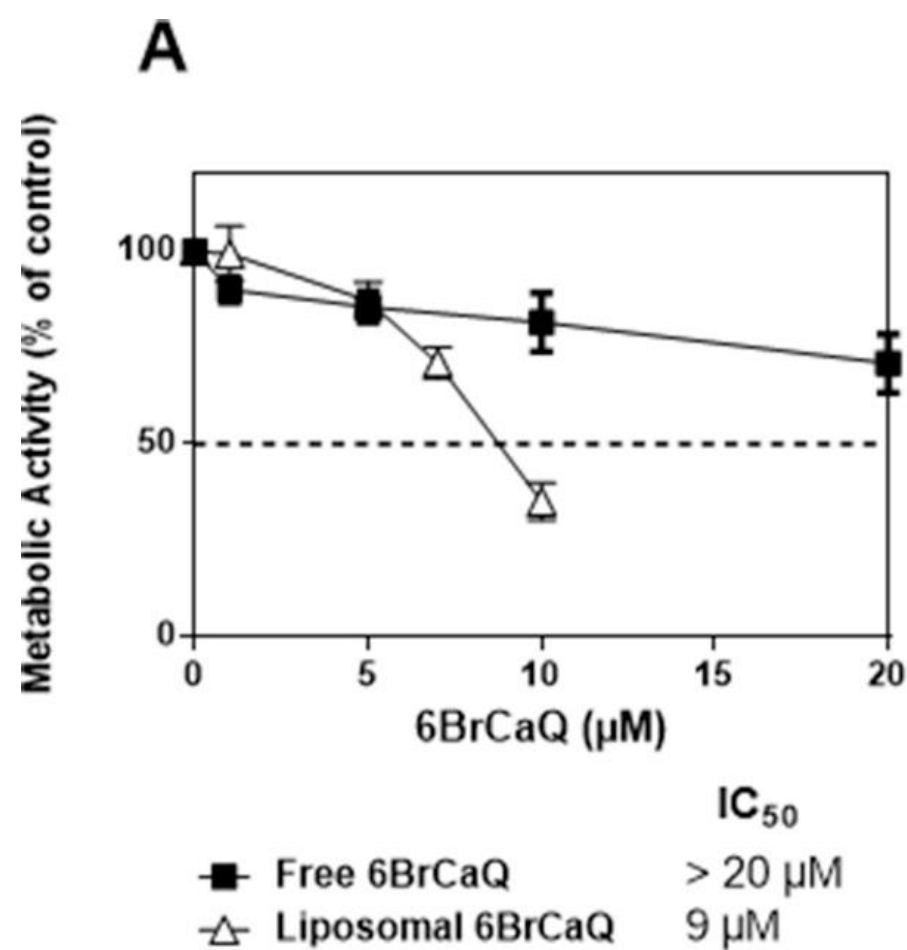 A
Metabolic Activity (% of control)
100
50
0
0 5 10 15 20
6BrCaQ (µM)
IC50
Free 6BrCaQ > 20 µM
Liposomal 6BrCaQ 9 µM